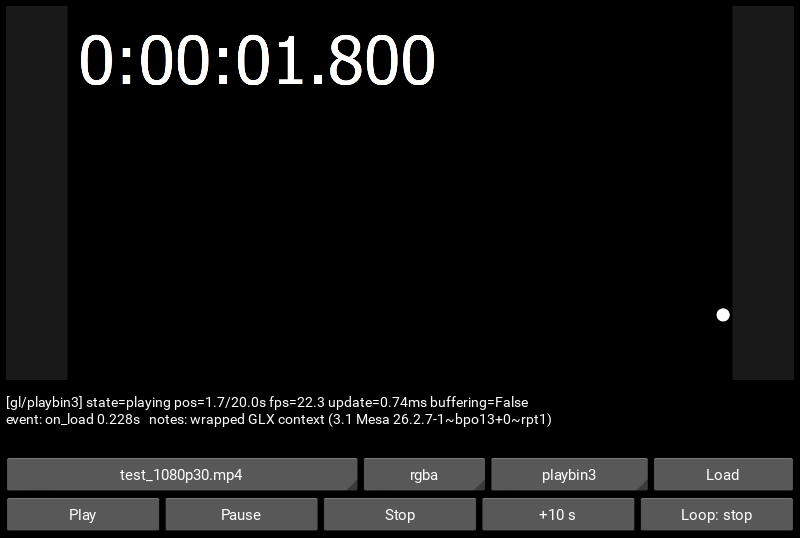 0:00:01.800
[gl/playbin3] state=playing pos=1.7/20.0s fps=22.3 update=0.74ms buffering=False
event: on_load 0.228s   notes: wrapped GLX context (3.1 Mesa 26.2.7-1~bpo13+0~rpt1)
test_1080p30.mp4 rgba playbin3 Load
Play Pause Stop +10 s Loop: stop